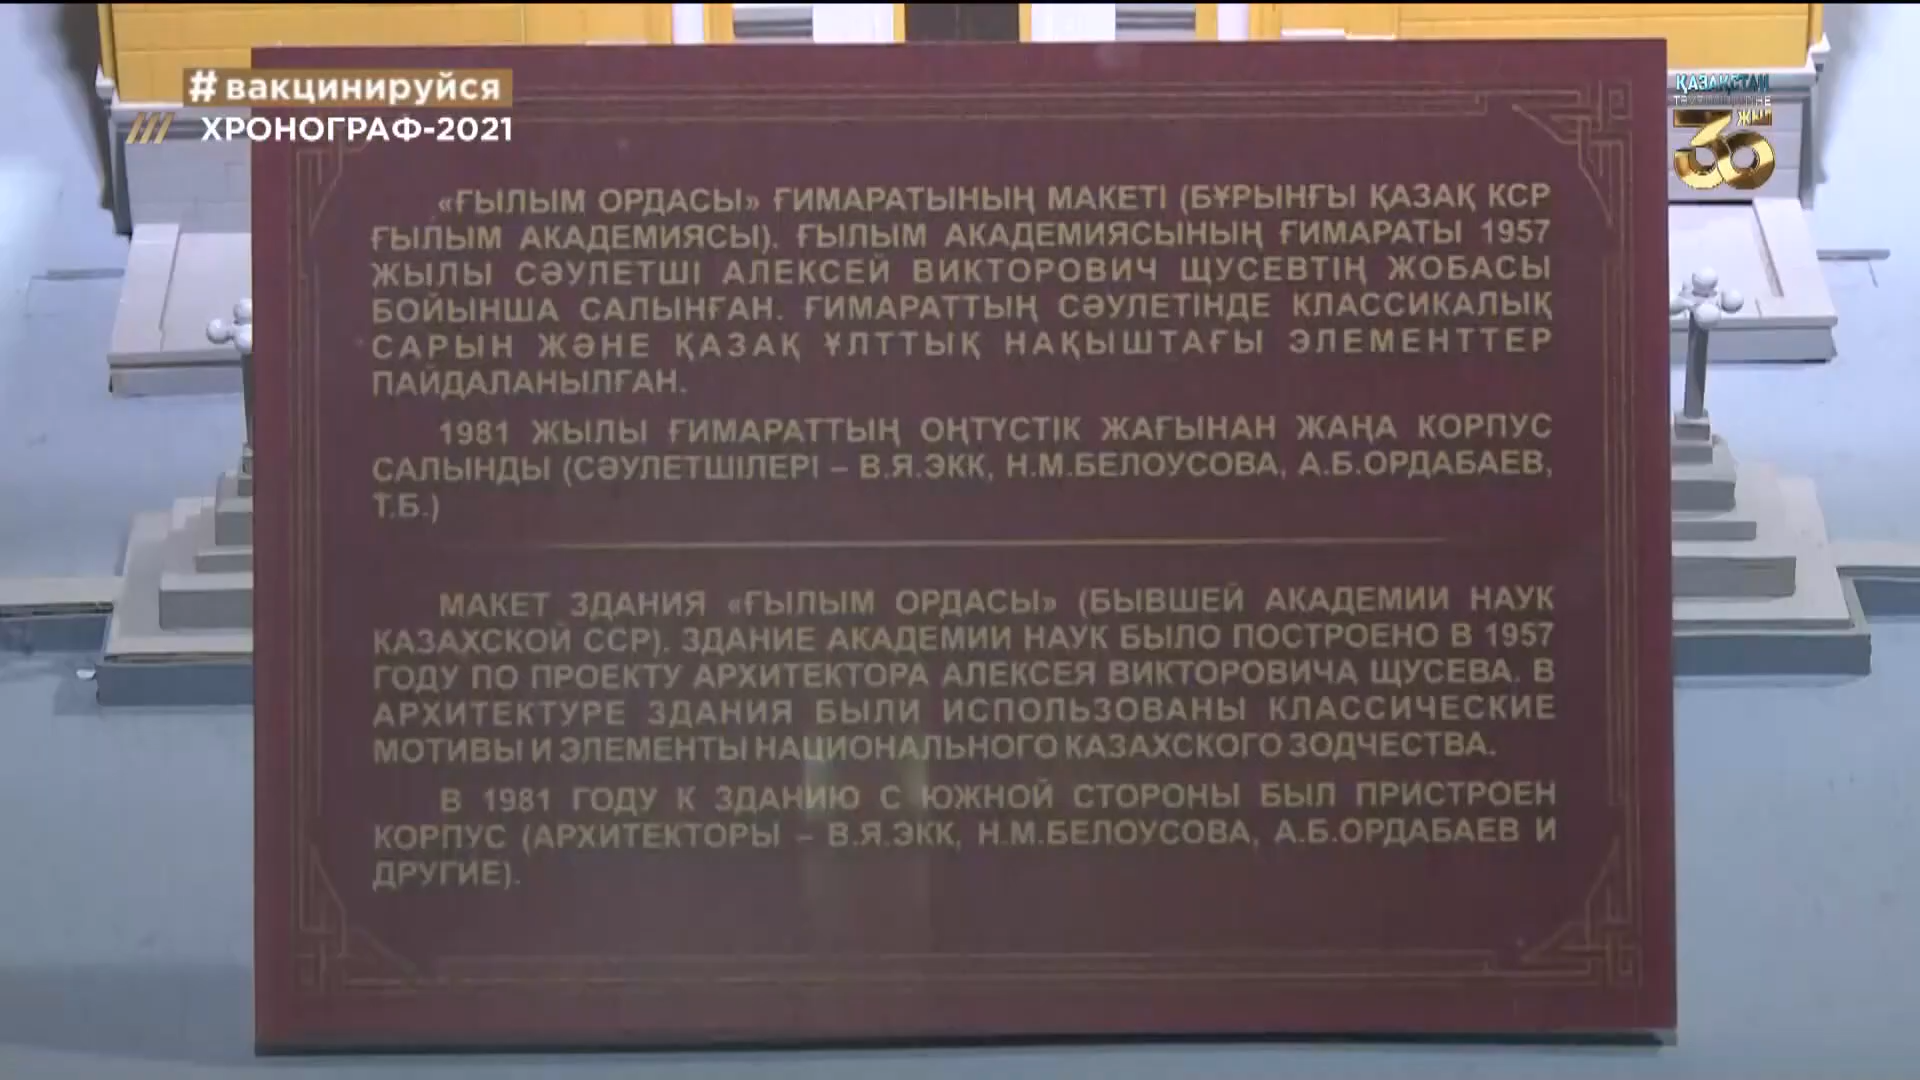 #вакцинируйся
ХРОНОГРАФ-2021
ҚАЗАҚСТАН
30 ЖЫЛ
«ҒЫЛЫМ ОРДАСЫ» ҒИМАРАТЫНЫҢ МАКЕТІ (БҰРЫНҒЫ ҚАЗАҚ КСР
ҒЫЛЫМ АКАДЕМИЯСЫ). ҒЫЛЫМ АКАДЕМИЯСЫНЫҢ ҒИМАРАТЫ 1957
ЖЫЛЫ СӘУЛЕТШІ АЛЕКСЕЙ ВИКТОРОВИЧ ЩУСЕВТІҢ ЖОБАСЫ
БОЙЫНША САЛЫНҒАН. ҒИМАРАТТЫҢ СӘУЛЕТІНДЕ КЛАССИКАЛЫҚ
САРЫН ЖӘНЕ ҚАЗАҚ ҰЛТТЫҚ НАҚЫШТАҒЫ ЭЛЕМЕНТТЕР
ПАЙДАЛАНЫЛҒАН.
1981 ЖЫЛЫ ҒИМАРАТТЫҢ ОҢТҮСТІК ЖАҒЫНАН ЖАҢА КОРПУС
САЛЫНДЫ (СӘУЛЕТШІЛЕРІ – В.Я.ЭКК, Н.М.БЕЛОУСОВА, А.Б.ОРДАБАЕВ,
Т.Б.)
МАКЕТ ЗДАНИЯ «ҒЫЛЫМ ОРДАСЫ» (БЫВШЕЙ АКАДЕМИИ НАУК
КАЗАХСКОЙ ССР). ЗДАНИЕ АКАДЕМИИ НАУК БЫЛО ПОСТРОЕНО В 1957
ГОДУ ПО ПРОЕКТУ АРХИТЕКТОРА АЛЕКСЕЯ ВИКТОРОВИЧА ЩУСЕВА. В
АРХИТЕКТУРЕ ЗДАНИЯ БЫЛИ ИСПОЛЬЗОВАНЫ КЛАССИЧЕСКИЕ
МОТИВЫ И ЭЛЕМЕНТЫ НАЦИОНАЛЬНОГО КАЗАХСКОГО ЗОДЧЕСТВА.
В 1981 ГОДУ К ЗДАНИЮ С ЮЖНОЙ СТОРОНЫ БЫЛ ПРИСТРОЕН
КОРПУС (АРХИТЕКТОРЫ – В.Я.ЭКК, Н.М.БЕЛОУСОВА, А.Б.ОРДАБАЕВ И
ДРУГИЕ).